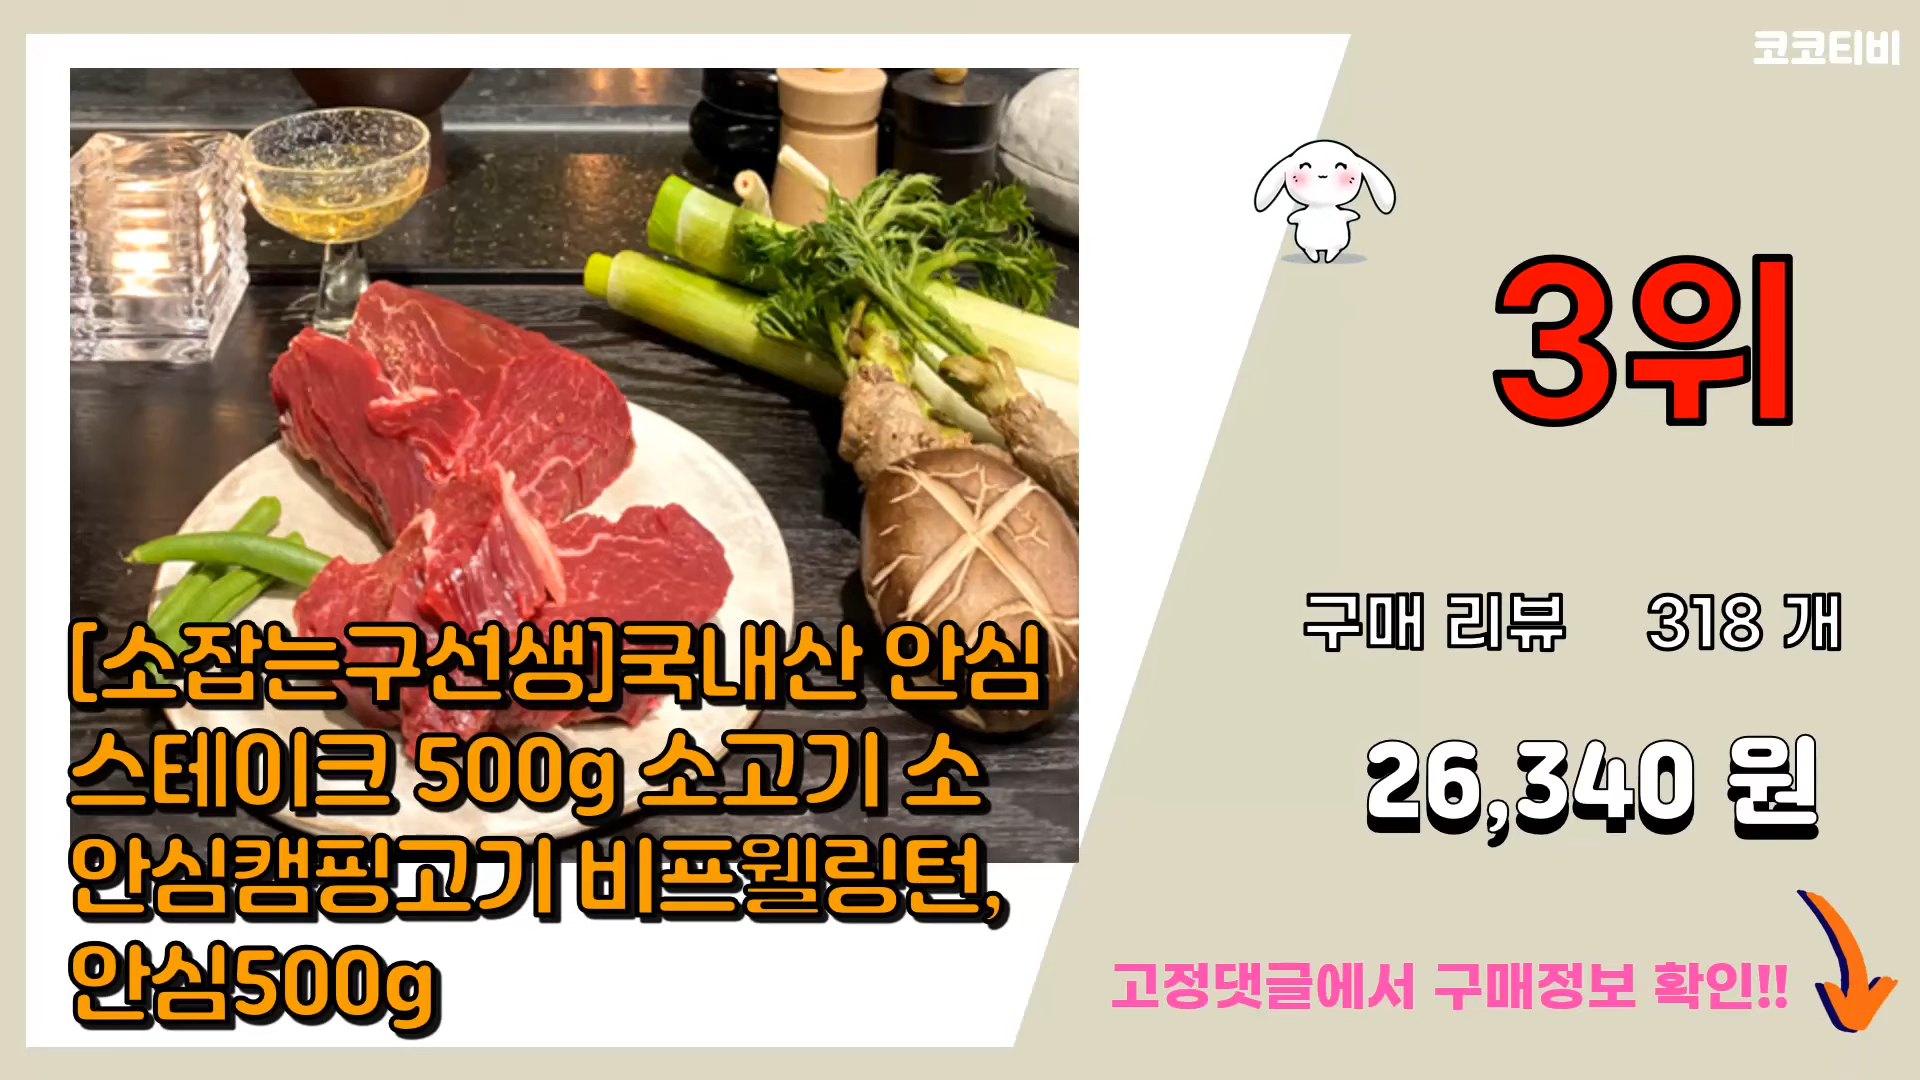 코코티비
3위
구매 리뷰 318 개
26,340 원
[소잡는구선생]국내산 안심
스테이크 500g 소고기 소
안심캠핑고기 비프웰링턴,
안심500g
고정댓글에서 구매정보 확인!!